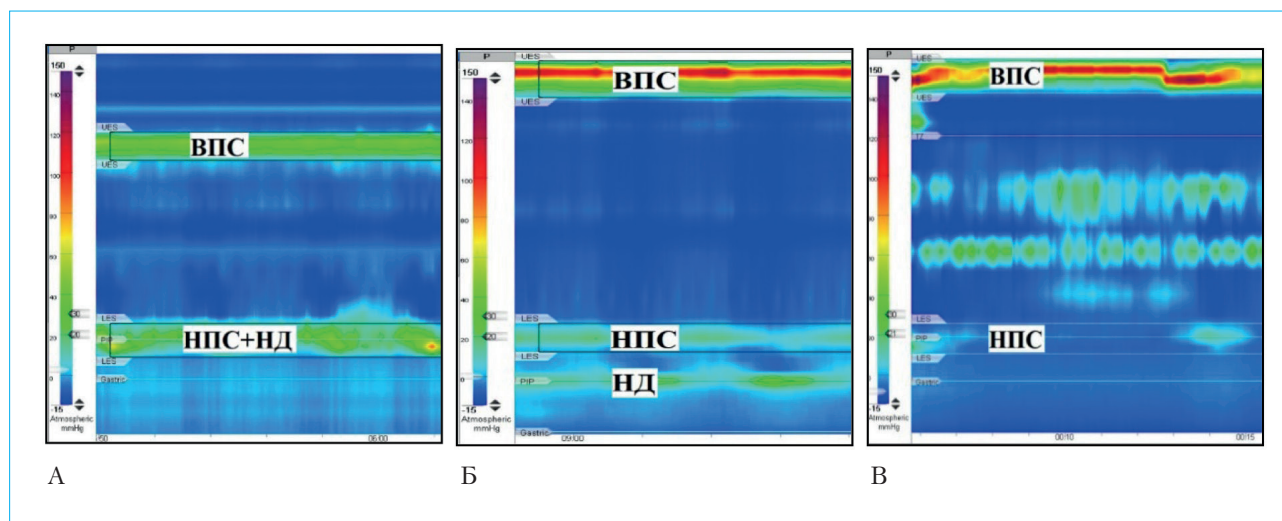 P
150
140
120
100
80
60
40
20
0
-15
Atmospheric
mmHg
UES
ВПС
UES
LES
НПС+НД
PIP
LES
Gastric
:50
06:00
А
P
150
140
120
100
80
60
40
20
0
-15
Atmospheric
mmHg
UES
ВПС
UES
LES
НПС
LES
НД
PIP
Gastric
09:00
Б
P
150
140
120
100
80
60
40
20
0
-15
Atmospheric
mmHg
UES
ВПС
UES
TZ
LES
PIP
НПС
LES
Gastric
00:10
00:15
В